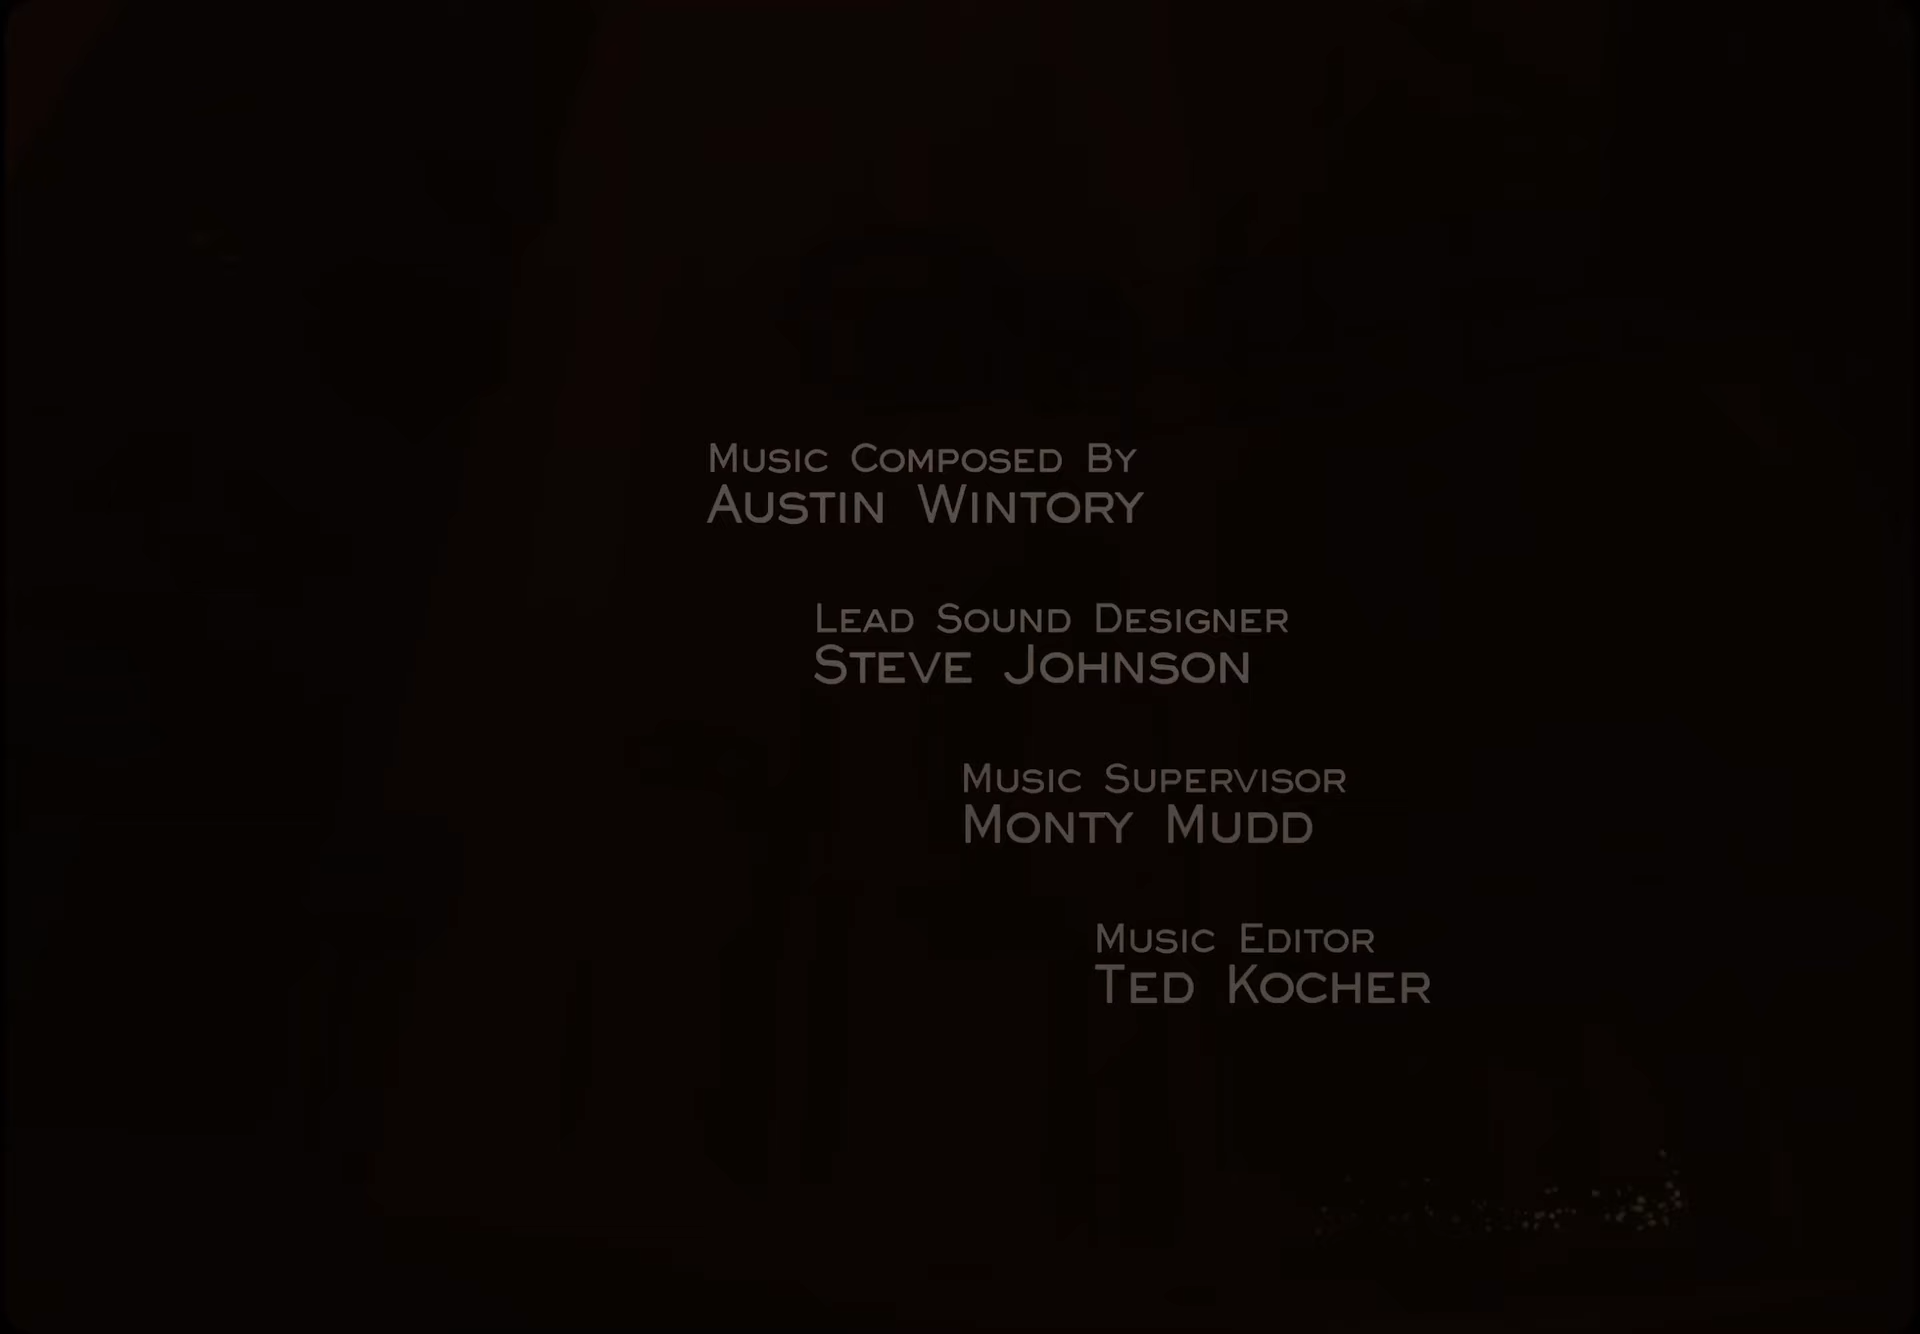 Music Composed By
Austin Wintory
Lead Sound Designer
Steve Johnson
Music Supervisor
Monty Mudd
Music Editor
Ted Kocher